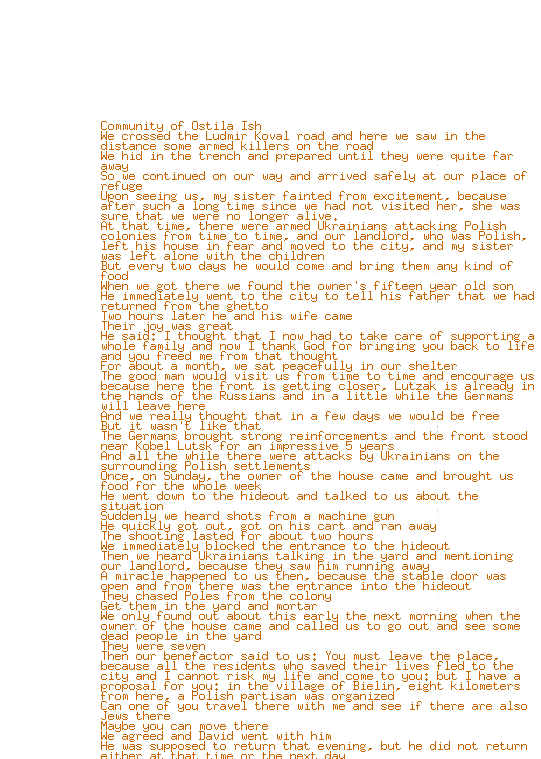 Community of Ostila Ish
We crossed the Ludmir Koval road and here we saw in the
distance some armed killers on the road
We hid in the trench and prepared until they were quite far
away
So we continued on our way and arrived safely at our place of
refuge
Upon seeing us, my sister fainted from excitement, because
after such a long time since we had not visited her, she was
sure that we were no longer alive.
At that time, there were armed Ukrainians attacking Polish
colonies from time to time, and our landlord, who was Polish,
left his house in fear and moved to the city, and my sister
was left alone with the children
But every two days he would come and bring them any kind of
food
When we got there we found the owner's fifteen year old son
He immediately went to the city to tell his father that we had
returned from the ghetto
Two hours later he and his wife came
Their joy was great
He said: I thought that I now had to take care of supporting a
whole family and now I thank God for bringing you back to life
and you freed me from that thought
For about a month, we sat peacefully in our shelter
The good man would visit us from time to time and encourage us
because here the front is getting closer, Lutzak is already in
the hands of the Russians and in a little while the Germans
will leave here
And we really thought that in a few days we would be free
But it wasn't like that
The Germans brought strong reinforcements and the front stood
near Kobel Lutsk for an impressive 5 years
And all the while there were attacks by Ukrainians on the
surrounding Polish settlements
Once, on Sunday, the owner of the house came and brought us
food for the whole week
He went down to the hideout and talked to us about the
situation
Suddenly we heard shots from a machine gun
He quickly got out, got on his cart and ran away
The shooting lasted for about two hours
We immediately blocked the entrance to the hideout
Then we heard Ukrainians talking in the yard and mentioning
our landlord, because they saw him running away
A miracle happened to us then, because the stable door was
open and from there was the entrance into the hideout
They chased Poles from the colony
Get them in the yard and mortar
We only found out about this early the next morning when the
owner of the house came and called us to go out and see some
dead people in the yard
They were seven
Then our benefactor said to us: You must leave the place,
because all the residents who saved their lives fled to the
city and I cannot risk my life and come to you: but I have a
proposal for you: in the village of Bielin, eight kilometers
from here, a Polish partisan was organized
Can one of you travel there with me and see if there are also
Jews there
Maybe you can move there
We agreed and David went with him
He was supposed to return that evening, but he did not return
either at that time or the next day